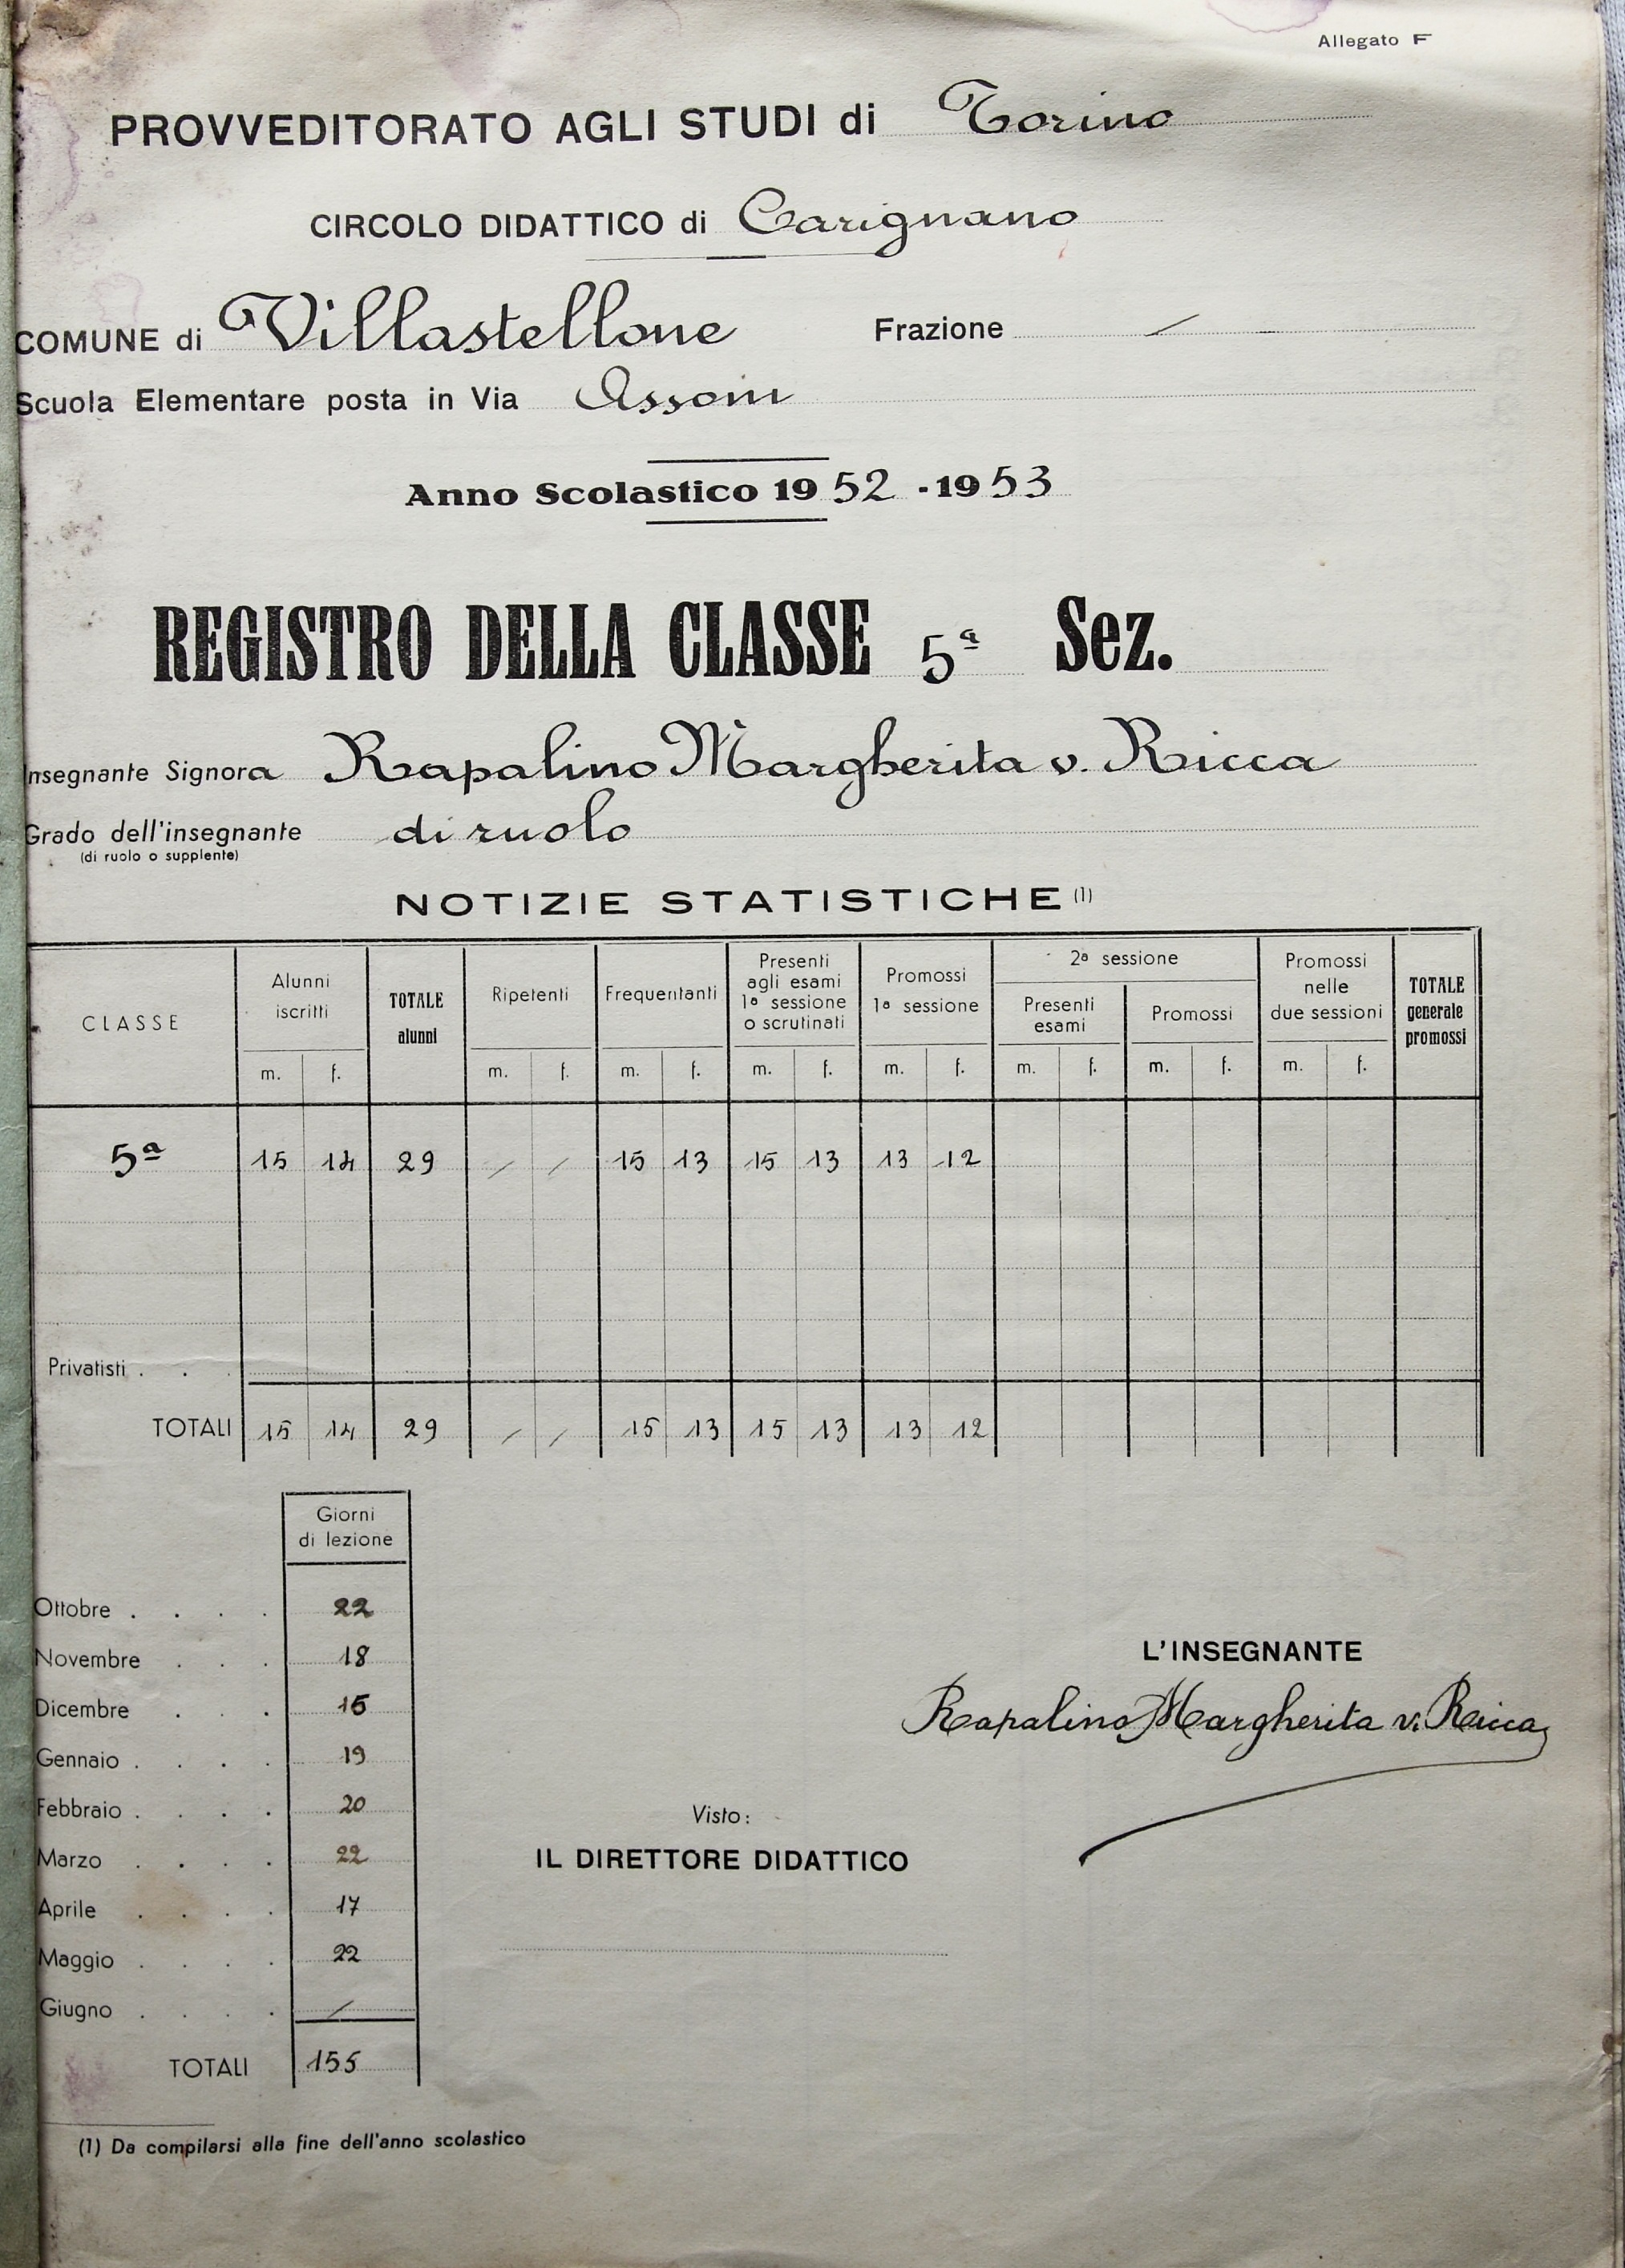 Allegato F
PROVVEDITORATO AGLI STUDI di Torino
CIRCOLO DIDATTICO di Carignano
COMUNE di Villastellone Frazione /
Scuola Elementare posta in Via Assom
Anno Scolastico 1952 - 1953
REGISTRO DELLA CLASSE 5ª Sez.
Insegnante Signora Rapalino Margherita v. Ricca
Grado dell'insegnante di ruolo
(di ruolo o supplente)
NOTIZIE STATISTICHE (1)
CLASSE Alunni iscritti TOTALE alunni Ripetenti Frequentanti Presenti agli esami 1ª sessione o scrutinati Promossi 1ª sessione 2ª sessione Presenti esami Promossi Promossi nelle due sessioni TOTALE generale promossi
m. f. m. f. m. f. m. f. m. f. m. f. m. f. m. f.
5ª 15 14 29 / / 15 13 15 13 13 12
Privatisti . . .
TOTALI 15 14 29 / / 15 13 15 13 13 12
Giorni
di lezione
Ottobre . . . . 22
Novembre . . . 18
Dicembre . . . 15
Gennaio . . . . 19
Febbraio . . . . 20
Marzo . . . . 22
Aprile . . . . 17
Maggio . . . . 22
Giugno . . . . /
TOTALI 155
L'INSEGNANTE
Rapalino Margherita v. Ricca
Visto:
IL DIRETTORE DIDATTICO
(1) Da compilarsi alla fine dell'anno scolastico